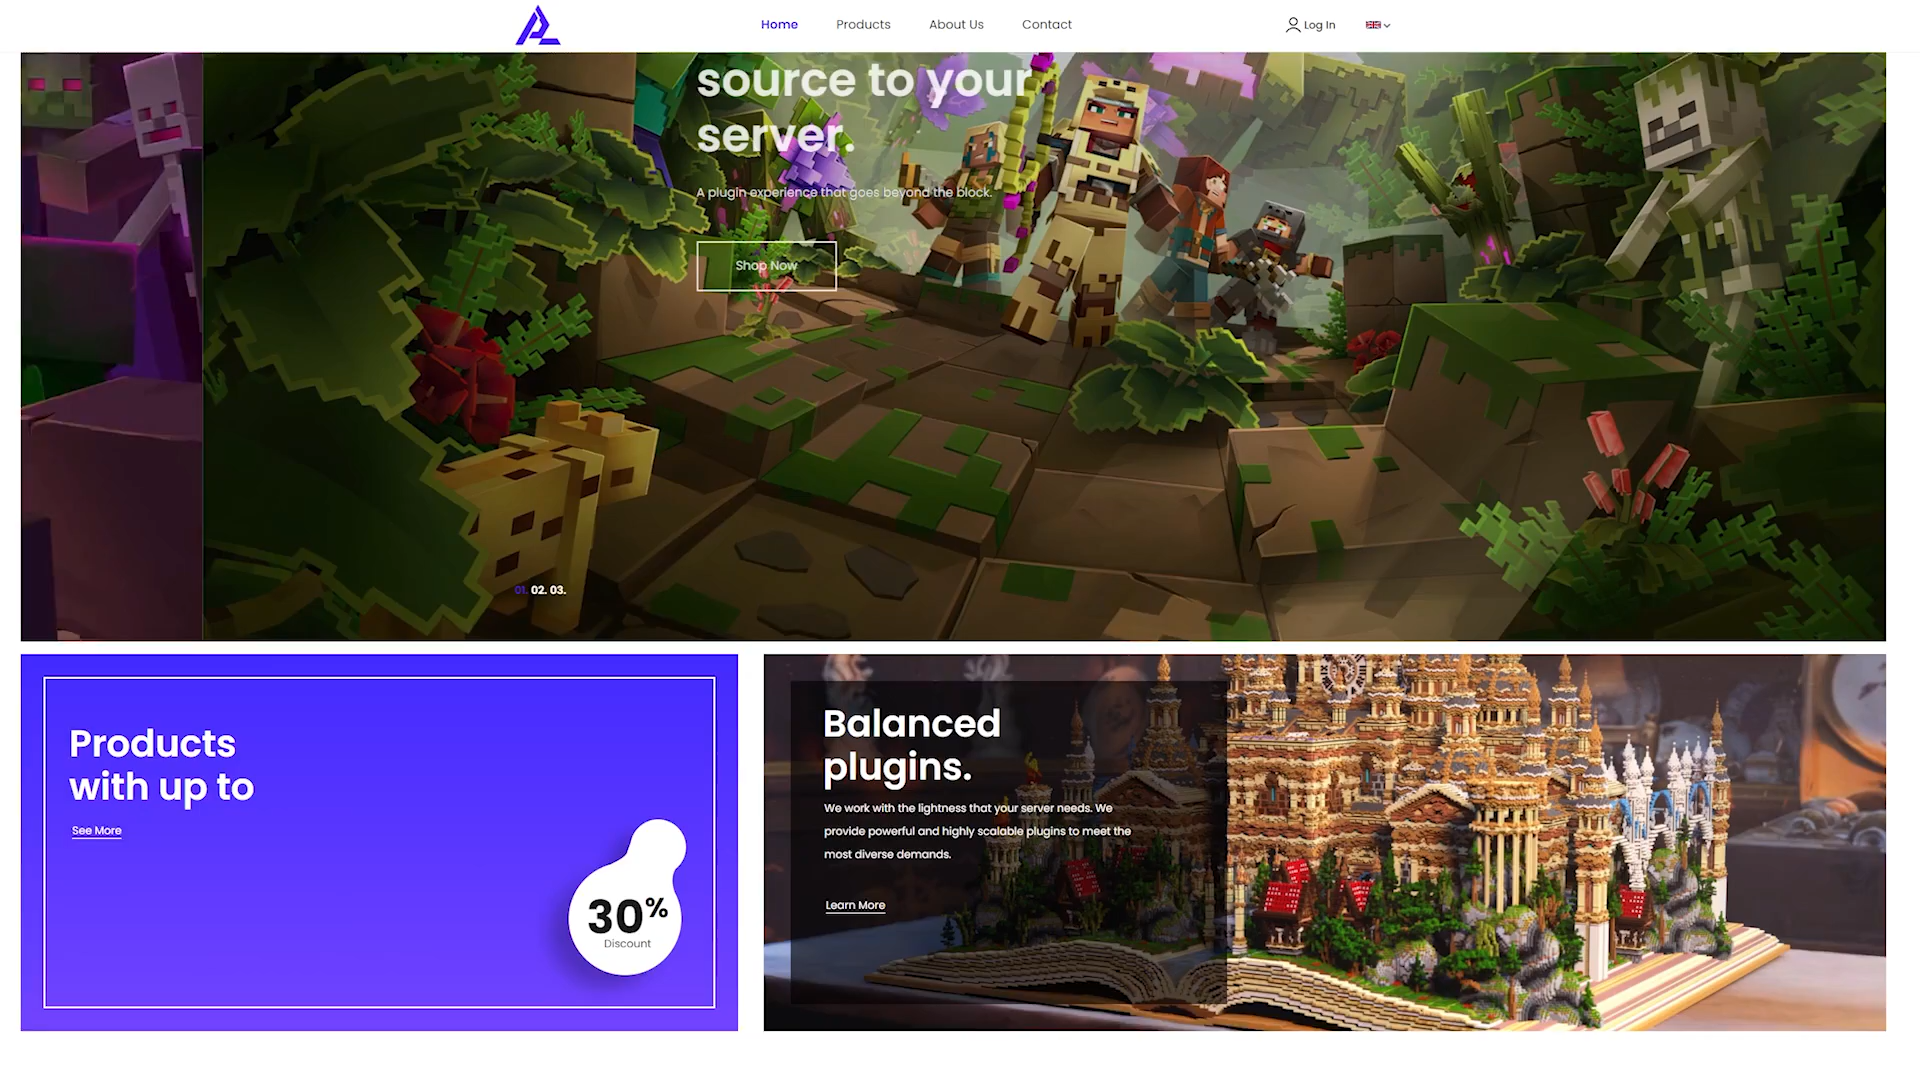 Home
Products
About Us
Contact
Log In
source to your
server.
A plugin experience that goes beyond the block.
Shop Now
01. 02. 03.
Products
with up to
See More
30%
Discount
Balanced
plugins.
We work with the lightness that your server needs. We
provide powerful and highly scalable plugins to meet the
most diverse demands.
Learn More